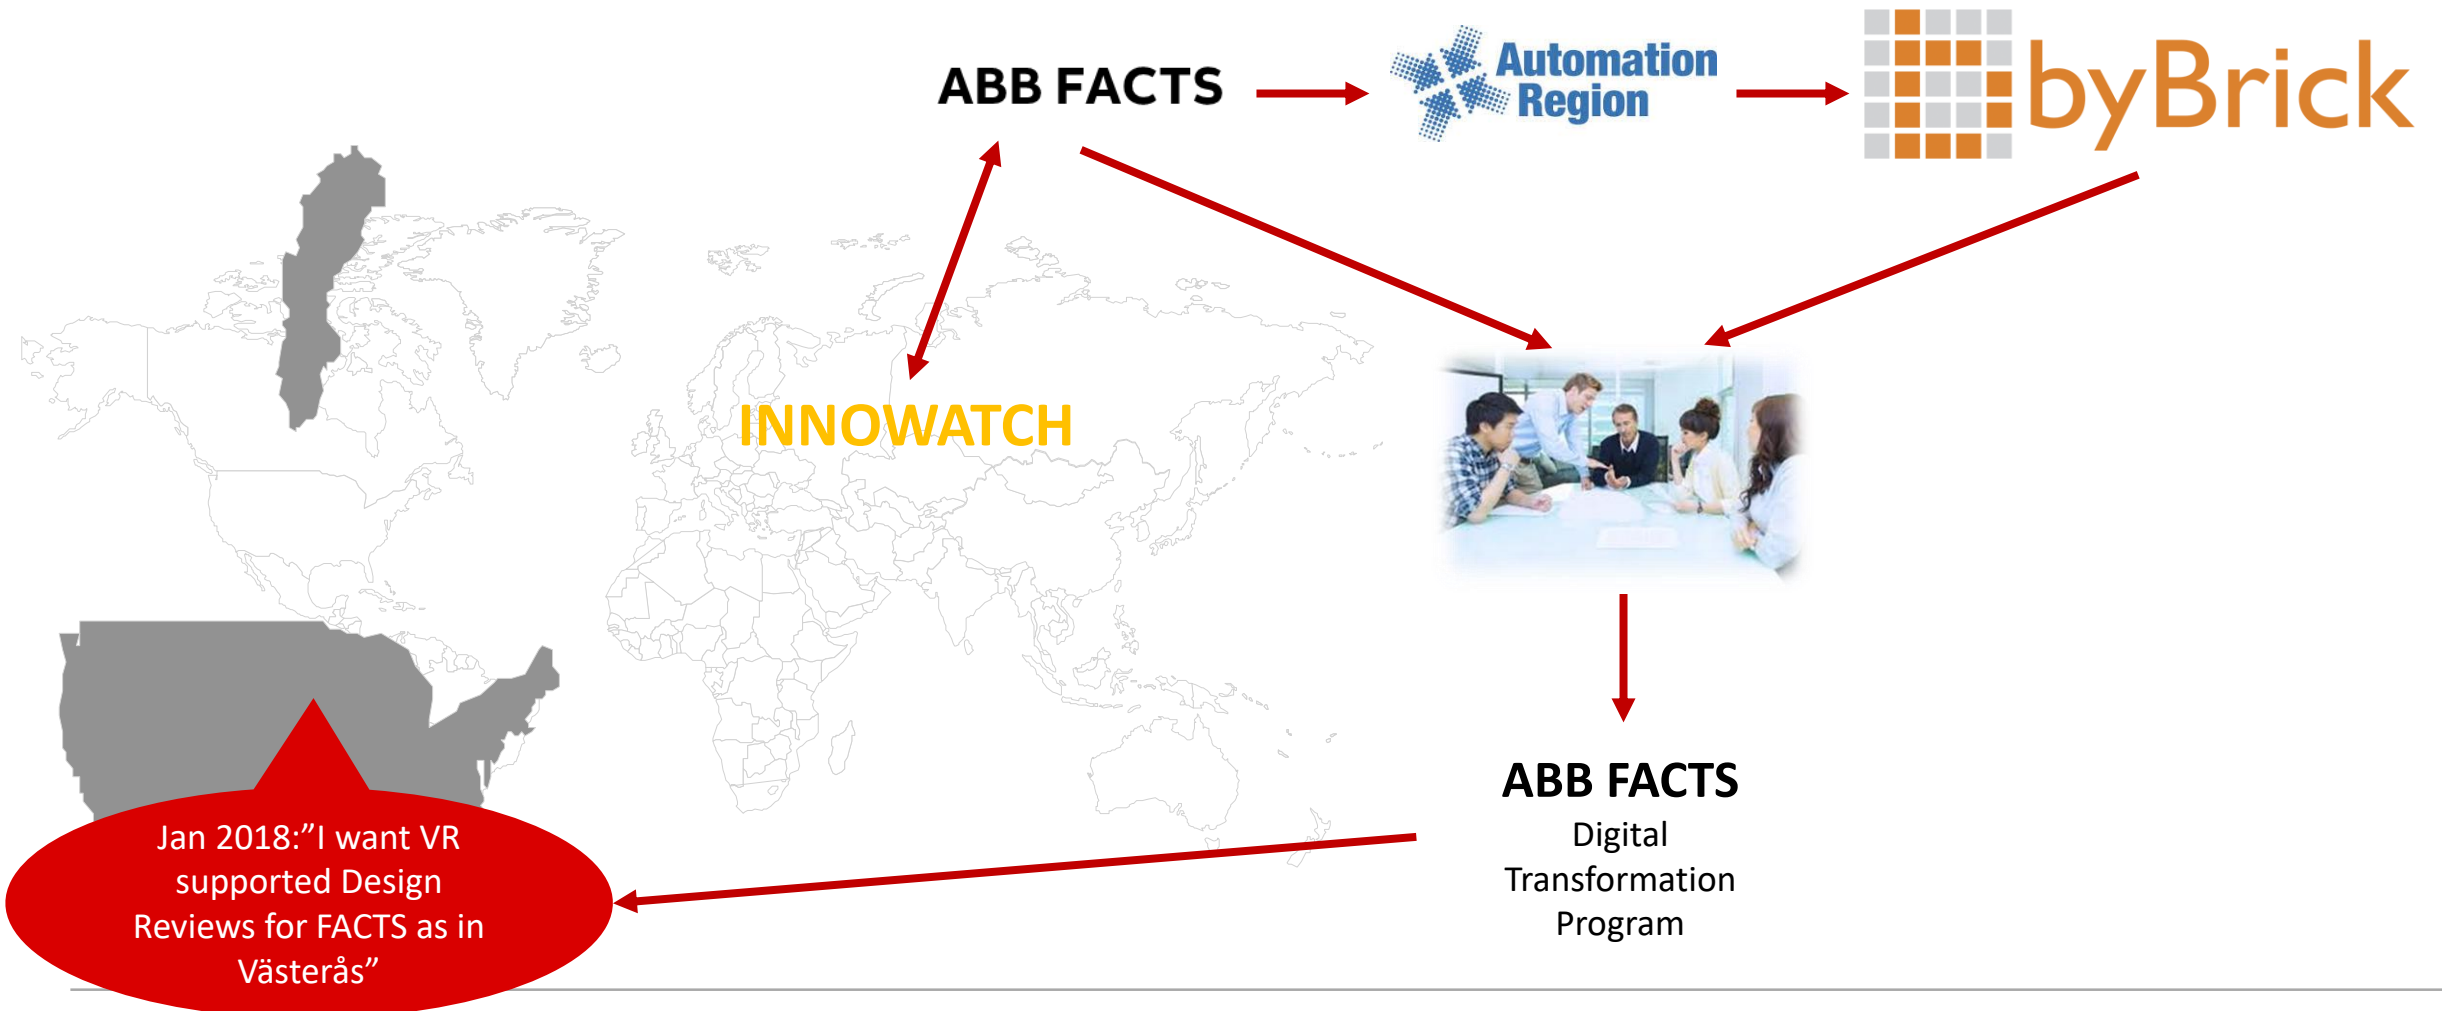 ABB FACTS
Automation
Region
byBrick
INNOWATCH
ABB FACTS
Digital
Transformation
Program
Jan 2018:”I want VR
supported Design
Reviews for FACTS as in
Västerås”